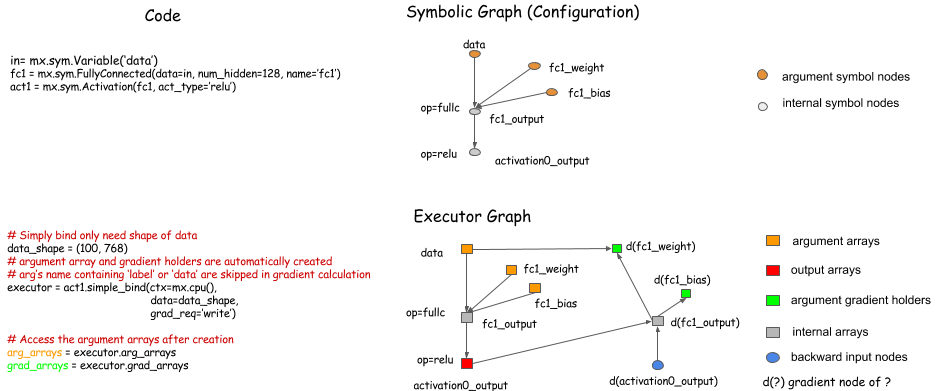 Code
in= mx.sym.Variable('data')
fc1 = mx.sym.FullyConnected(data=in, num_hidden=128, name='fc1')
act1 = mx.sym.Activation(fc1, act_type='relu')
Symbolic Graph (Configuration)
data
fc1_weight
fc1_bias
op=fullc
fc1_output
op=relu
activation0_output
argument symbol nodes
internal symbol nodes
# Simply bind only need shape of data
data_shape = (100, 768)
# argument array and gradient holders are automatically created
# arg's name containing 'label' or 'data' are skipped in gradient calculation
executor = act1.simple_bind(ctx=mx.cpu(),
data=data_shape,
grad_req='write')
# Access the argument arrays after creation
arg_arrays = executor.arg_arrays
grad_arrays = executor.grad_arrays
Executor Graph
data
d(fc1_weight)
fc1_weight
d(fc1_bias)
fc1_bias
op=fullc
fc1_output
d(fc1_output)
op=relu
activation0_output
d(activation0_output)
argument arrays
output arrays
argument gradient holders
internal arrays
backward input nodes
d(?) gradient node of ?